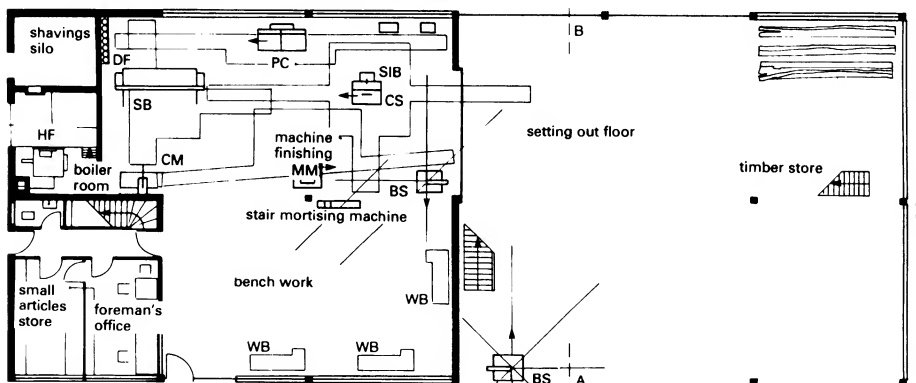 shavings
silo
DF
PC
SIB
CS
SB
B
setting out floor
HF
boiler
room
CM
machine
finishing
MM
BS
timber store
stair mortising machine
bench work
small
articles
store
foreman's
office
WB
WB
WB
BS
A